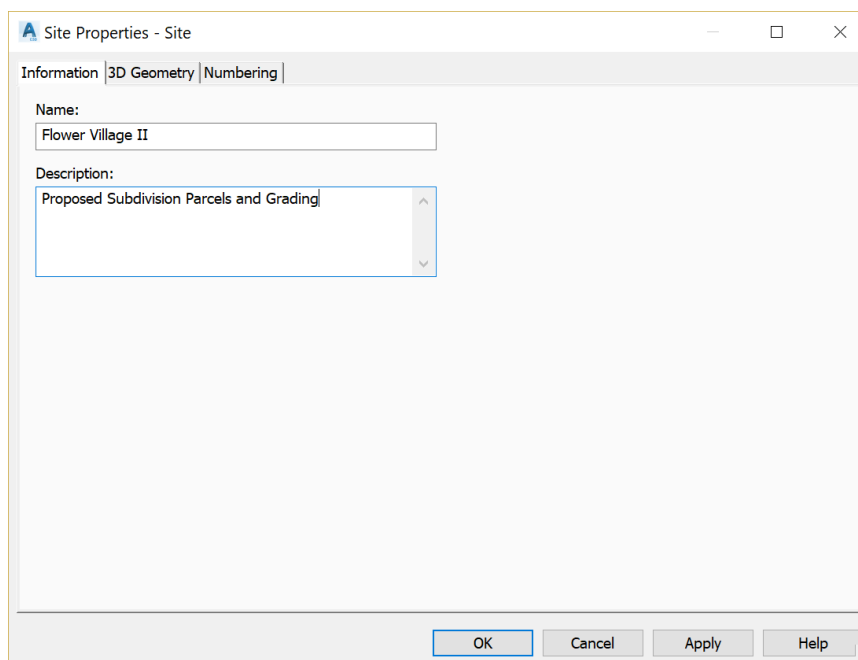 Site Properties - Site
Information 3D Geometry Numbering
Name:
Flower Village II
Description:
Proposed Subdivision Parcels and Grading
OK Cancel Apply Help